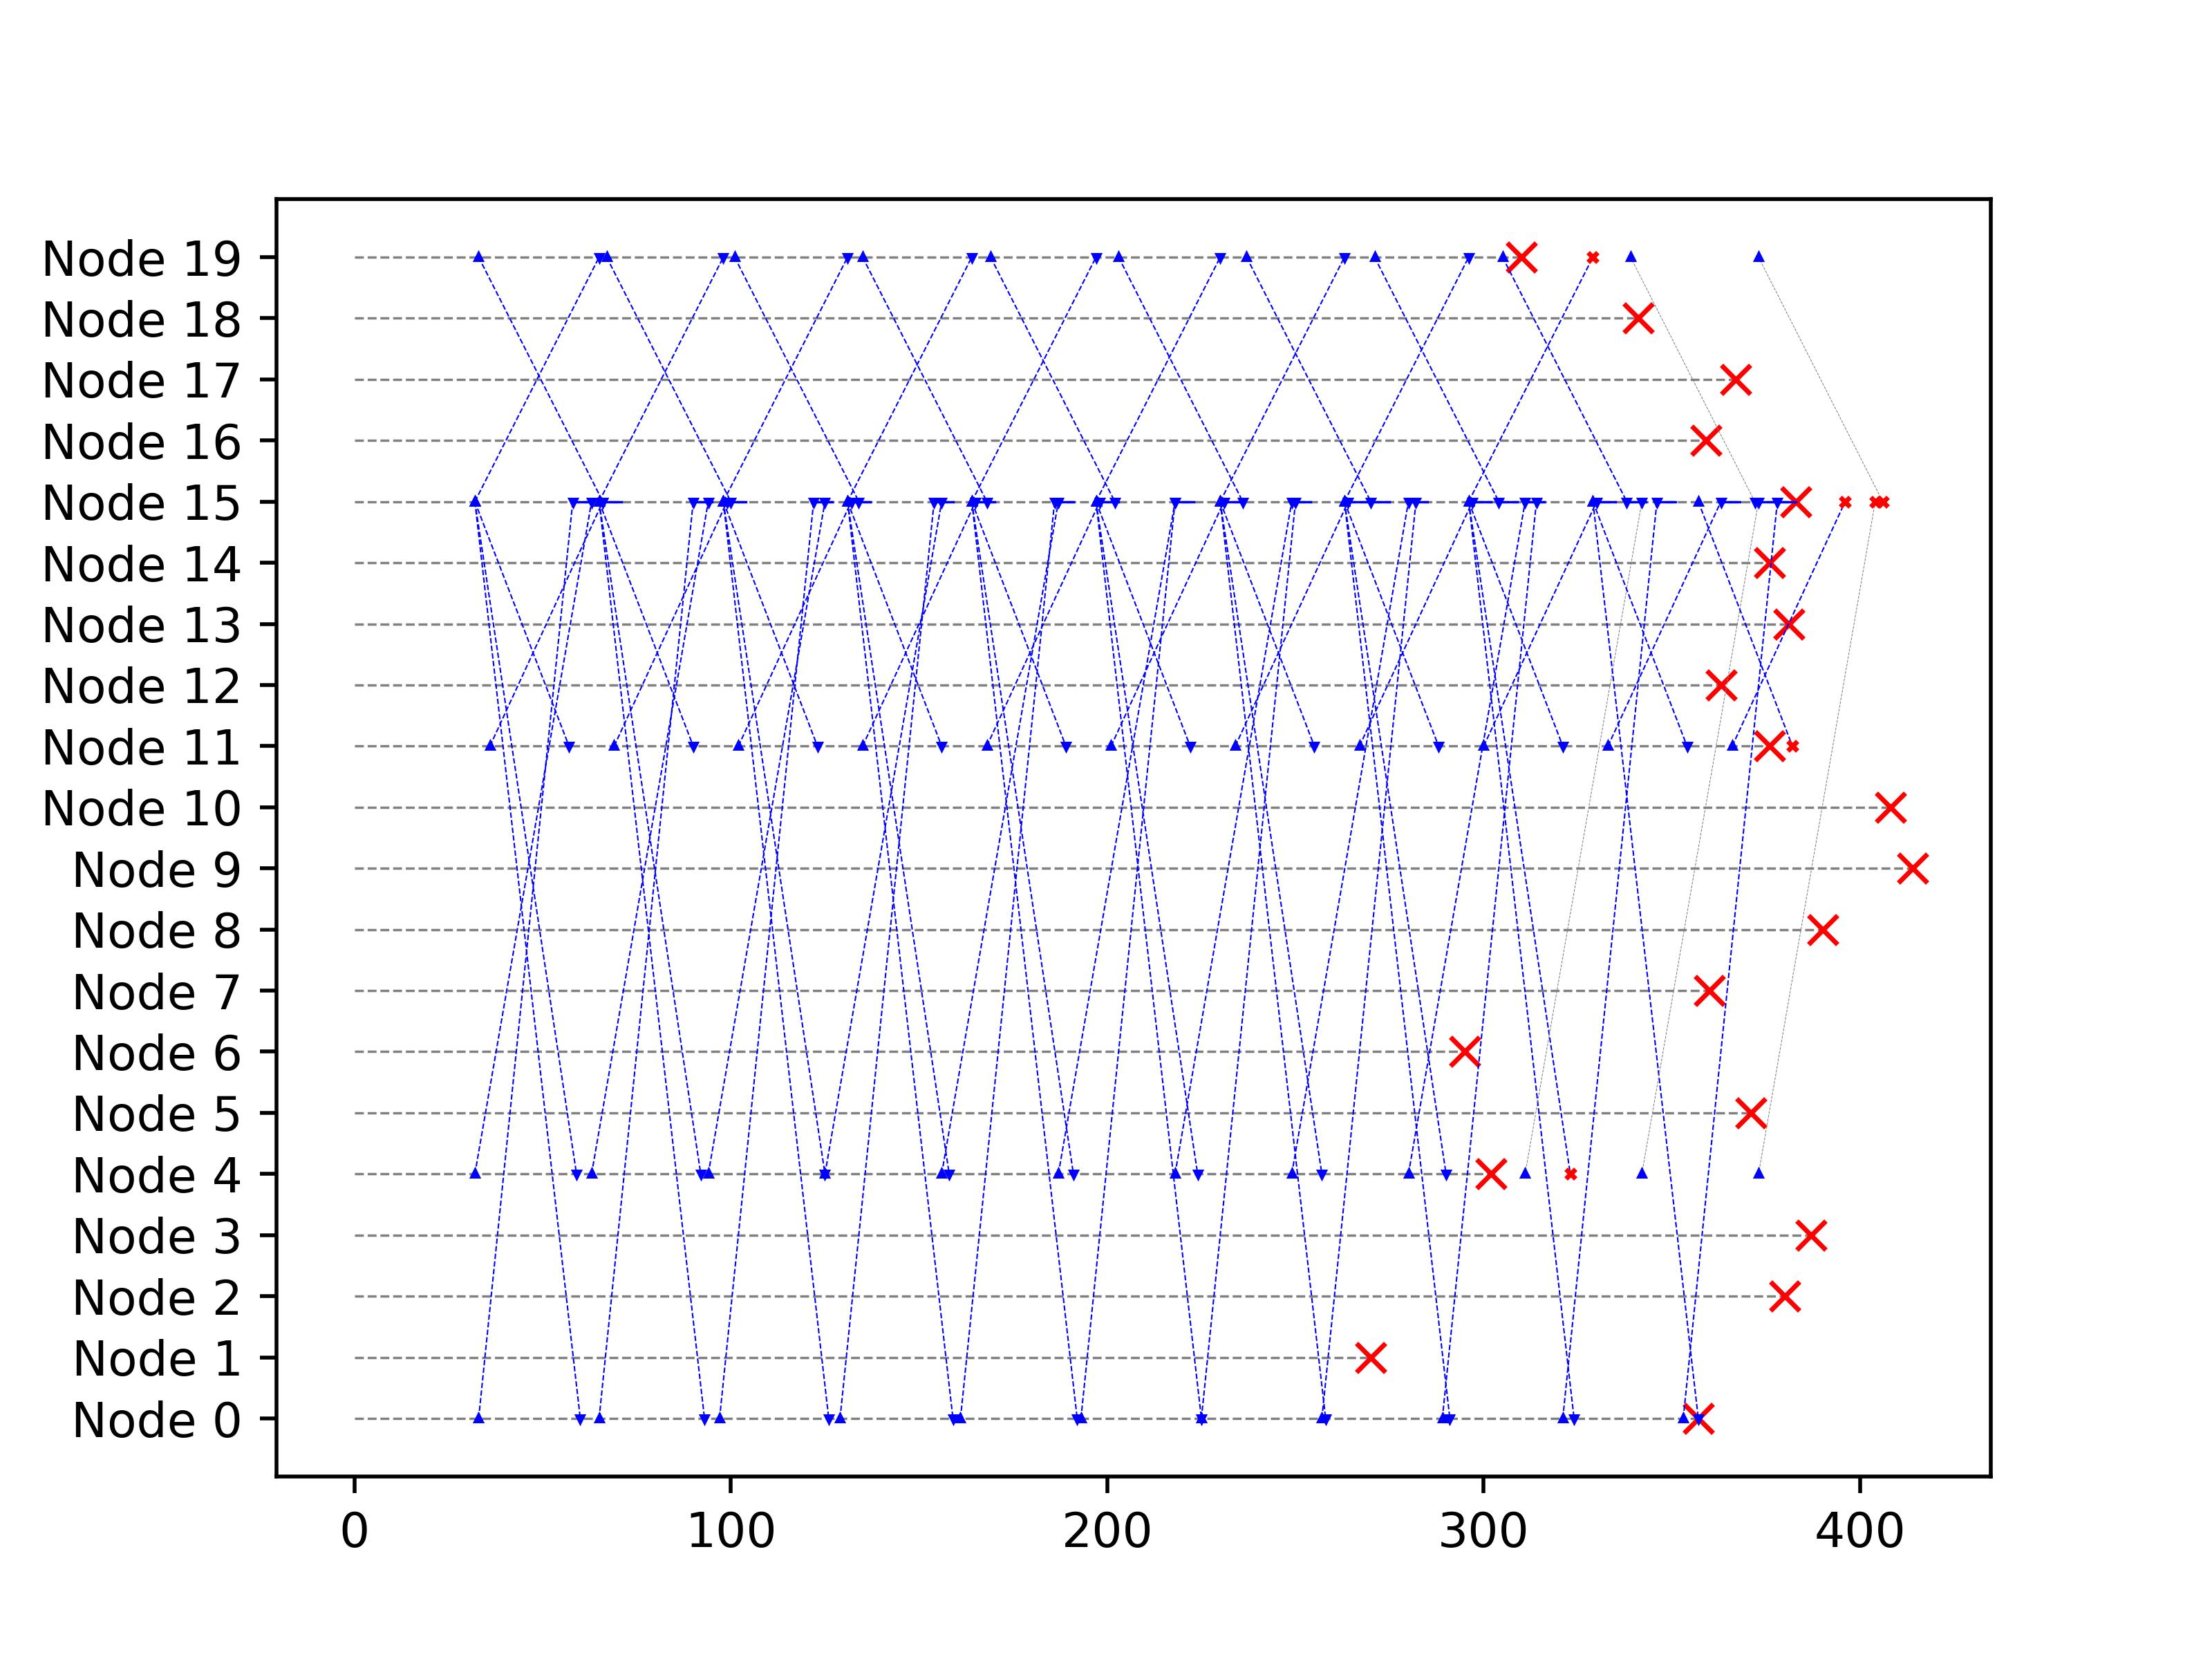 Node 19
Node 18
Node 17
Node 16
Node 15
Node 14
Node 13
Node 12
Node 11
Node 10
Node 9
Node 8
Node 7
Node 6
Node 5
Node 4
Node 3
Node 2
Node 1
Node 0
0 100 200 300 400